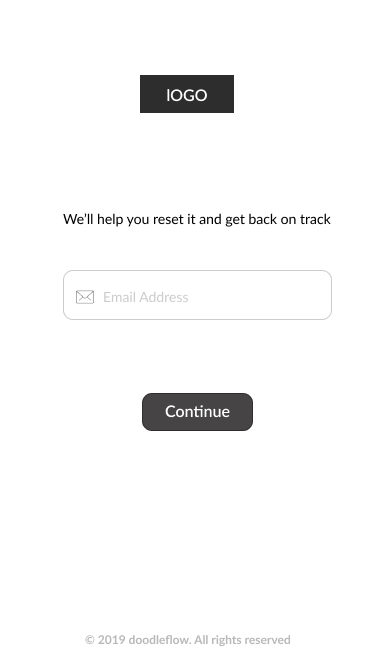 lOGO
We'll help you reset it and get back on track
Email Address
Continue
© 2019 doodleflow. All rights reserved